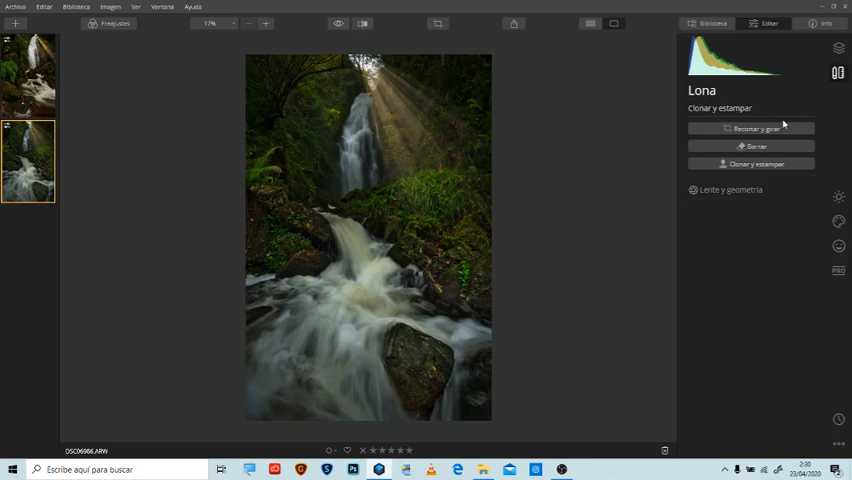 Archivo Editar Biblioteca Imagen Ver Ventana Ayuda
Preajustes 17% Biblioteca Editar Info
Lona
Clonar y estampar
Recortar y girar
Borrar
Clonar y estampar
Lente y geometría
PRO
DSC06986.ARW
Escribe aquí para buscar
2:30
23/04/2020